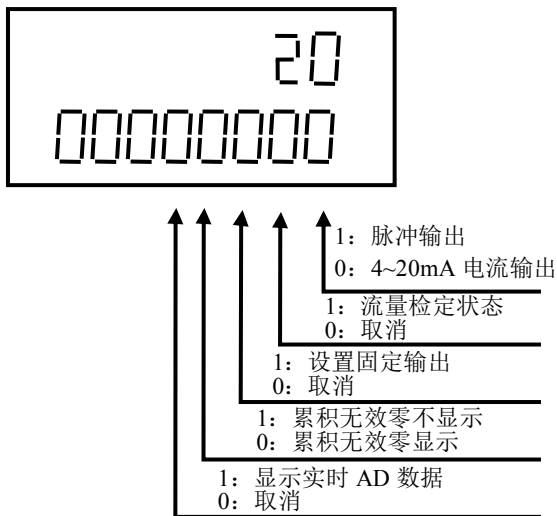 20
00000000
1：脉冲输出
0：4~20mA 电流输出
1：流量检定状态
0：取消
1：设置固定输出
0：取消
1：累积无效零不显示
0：累积无效零显示
1：显示实时 AD 数据
0：取消